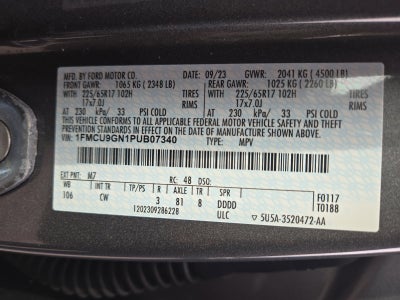 MFD. BY FORD MOTOR CO.
DATE: 09/23 GVWR: 2041 KG ( 4500 LB)
FRONT GAWR: 1065 KG ( 2348 LB) REAR GAWR: 1025 KG ( 2260 LB)
225/65R17 102H TIRES 225/65R17 102H TIRES
17x7.0J RIMS 17x7.0J
AT 230 kPa/ 33 PSI COLD AT 230 kPa/ 33 PSI COLD
THIS VEHICLE CONFORMS TO ALL APPLICABLE FEDERAL MOTOR VEHICLE
SAFETY STANDARDS IN EFFECT ON THE DATE OF MANUFACTURE SHOWN ABOVE.
VIN: 1FMCU9GN1PUB07340
TYPE: MPV
EXT PNT: M7 RC: 48 DSO:
WB INT TR TP/PS R AXLE TR SPR
106 CW 3 81 8 DDDD
F0117
T0188
1202309286228 ULC 5U5A-3520472-AA